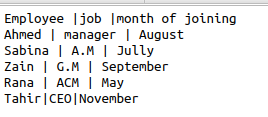 Employee |job |month of joining
Ahmed | manager | August
Sabina | A.M | Jully
Zain | G.M | September
Rana | ACM | May
Tahir|CEO|November